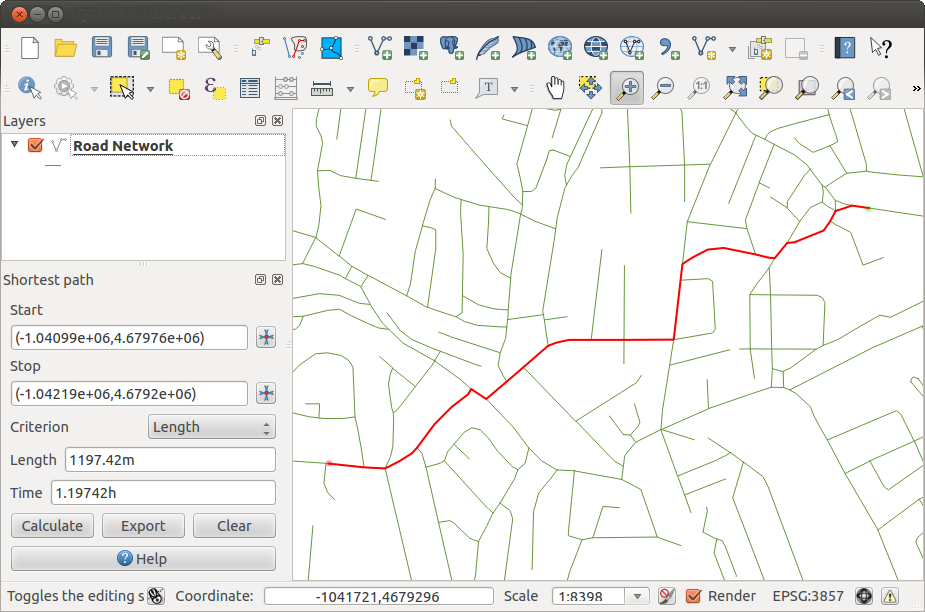 Layers
Road Network
Shortest path
Start
(-1.04099e+06,4.67976e+06)
Stop
(-1.04219e+06,4.6792e+06)
Criterion Length
Length 1197.42m
Time 1.19742h
Calculate Export Clear
Help
Toggles the editing s Coordinate: -1041721,4679296 Scale 1:8398 Render EPSG:3857